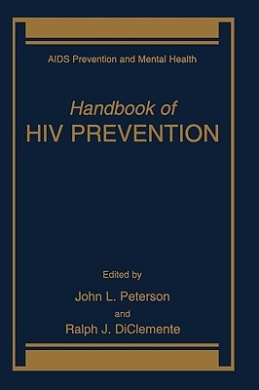 AIDS Prevention and Mental Health
Handbook of
HIV PREVENTION
Edited by
John L. Peterson
and
Ralph J. DiClemente